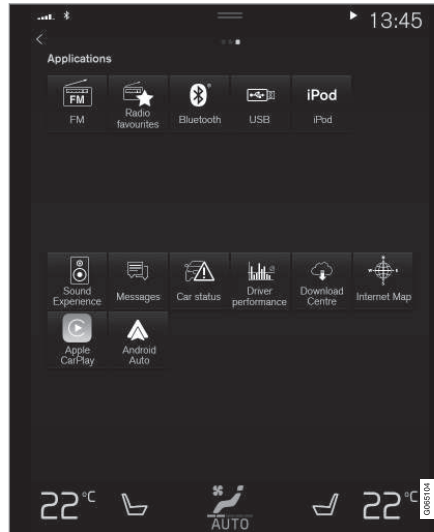 13:45
Applications
FM
iPod
FM
Radio
favourites
Bluetooth
USB
iPod
Sound
Experience
Messages
Car status
Driver
performance
Download
Centre
Internet Map
Apple
CarPlay
Android
Auto
22°C
AUTO
22°C
G065104